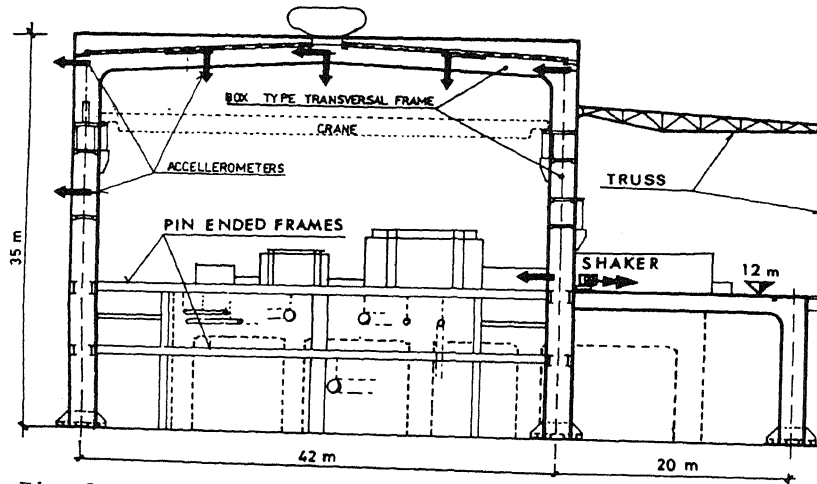 BOX TYPE TRANSVERSAL FRAME
CRANE
ACCELLEROMETERS
TRUSS
PIN ENDED FRAMES
35 m
SHAKER
12 m
42 m
20 m